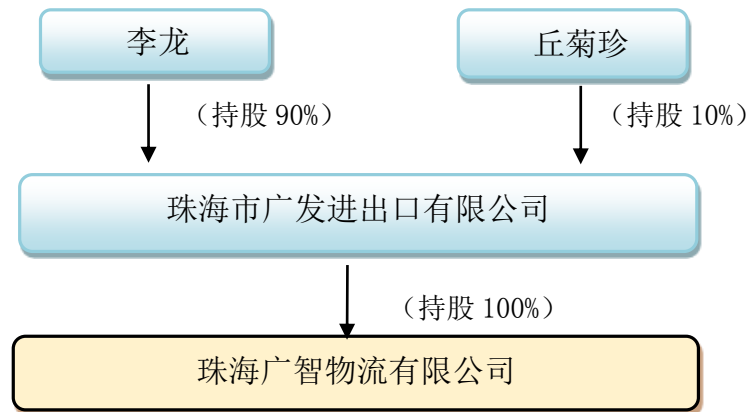 李龙
丘菊珍
（持股 90%）
（持股 10%）
珠海市广发进出口有限公司
（持股 100%）
珠海广智物流有限公司